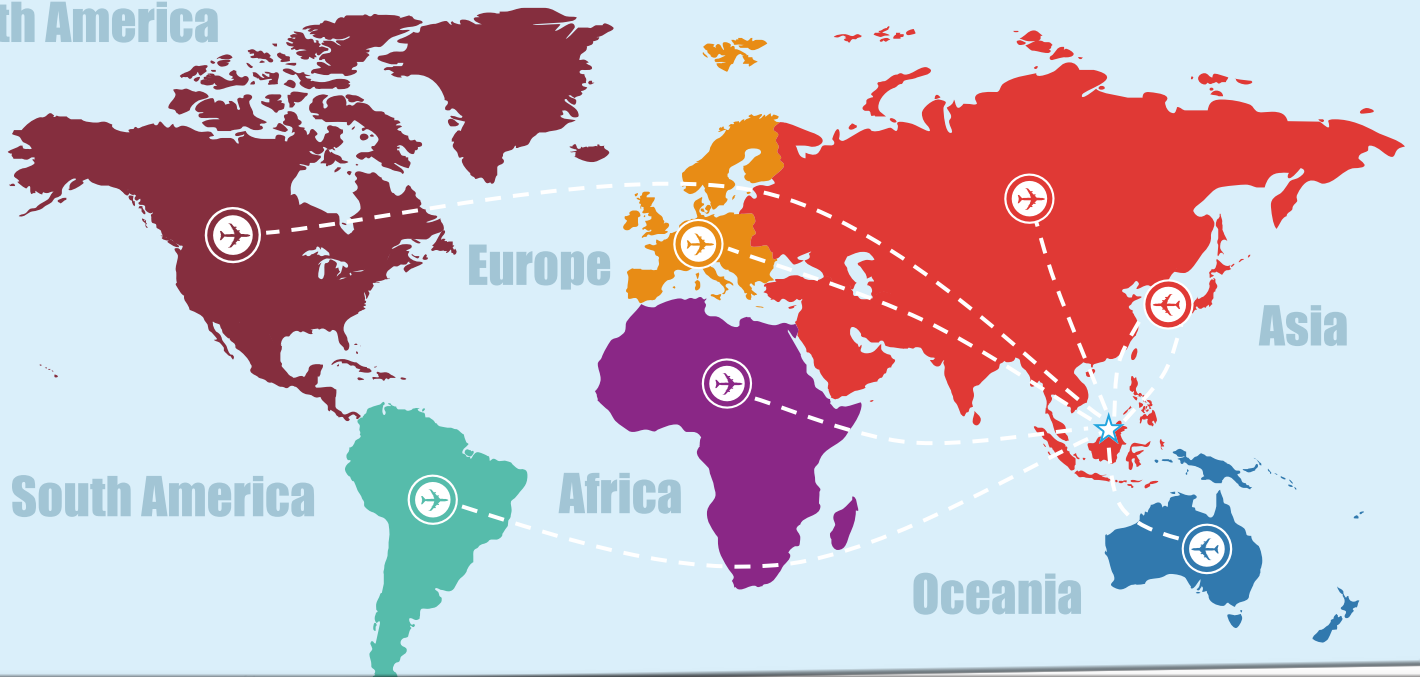 th America
Europe
Asia
South America
Africa
Oceania